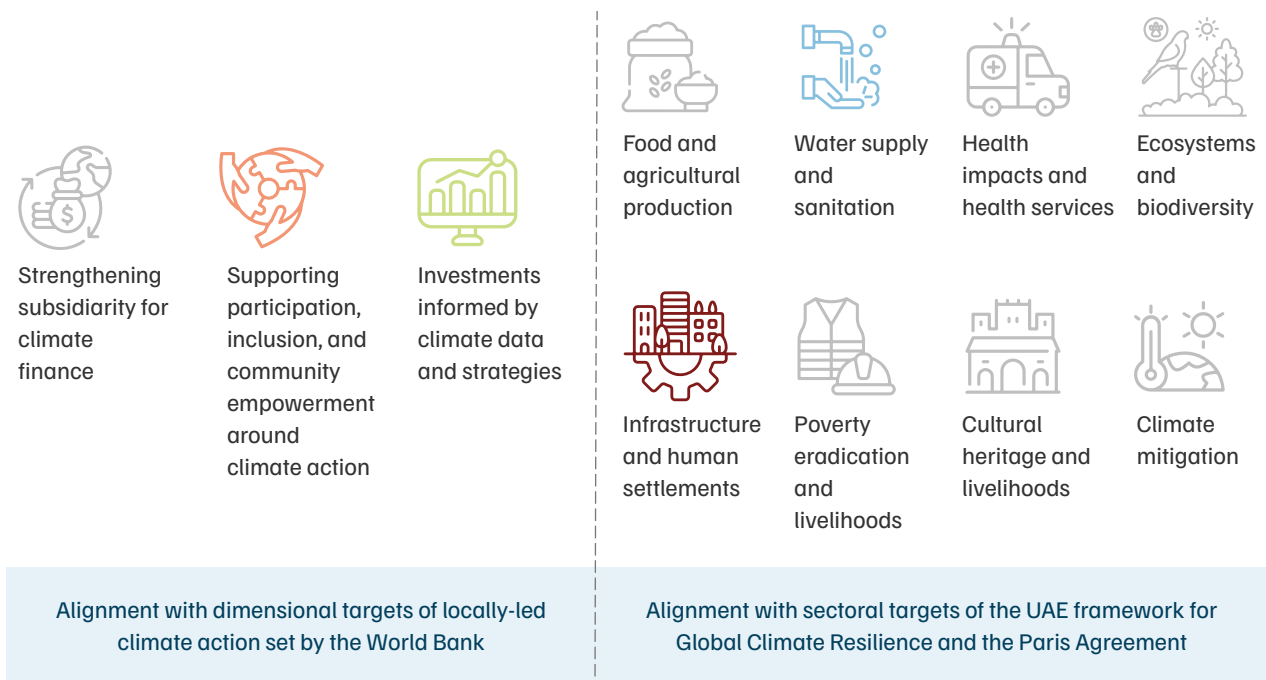 Strengthening
subsidiarity for
climate
finance
Supporting
participation,
inclusion, and
community
empowerment
around
climate action
Investments
informed by
climate data
and strategies
Alignment with dimensional targets of locally-led
climate action set by the World Bank
Food and
agricultural
production
Water supply
and
sanitation
Health
impacts and
health services
Ecosystems
and
biodiversity
Infrastructure
and human
settlements
Poverty
eradication
and
livelihoods
Cultural
heritage and
livelihoods
Climate
mitigation
Alignment with sectoral targets of the UAE framework for
Global Climate Resilience and the Paris Agreement